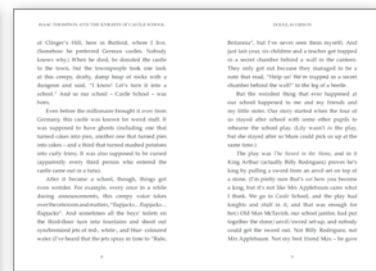 ISAAC THOMPSON AND THE KNIGHTS OF CASTLE SCHOOL
of Clinger's Hill, here in Butford, where I live.
(Somehow he preferred German castles. Nobody
knows why.) When he died, he donated the castle
to the town, but the townspeople took one look
at this creepy, drafty, damp heap of rocks with a
dungeon and said, "I know! Let's turn it into a
school." And so our school – Castle School – was
born.
Even before the millionaire brought it over from
Germany, this castle was known for weird stuff. It
was supposed to have ghosts (including one that
turned cakes into pies, another one that turned pies
into cakes – and a third that turned mashed potatoes
into curly fries). It was also supposed to be cursed
(apparently every third person who entered the
castle came out in a tutu).
After it became a school, though, things got
even weirder. For example, every once in a while
during announcements, this creepy voice takes
over the intercom and mutters, "flapjacks... flapjacks...
flapjacks". And sometimes all the boys' toilets on
the third floor turn into fountains and shoot out
synchronized jets of red-, white-, and blue-coloured
water (I've heard that the jets spray in time to "Rule,
DOUGLAS GIBSON
Britannia", but I've never seen them myself). And
just last year, six children and a teacher got trapped
in a secret chamber behind a wall in the canteen.
They only got out because they managed to tie a
note that read, "Help us! We're trapped in a secret
chamber behind the wall!" to the leg of a beetle.
But the weirdest thing that ever happened at
our school happened to me and my friends and
my little sister. Our story started when the four of
us stayed after school with some other pupils to
rehearse the school play. (Lily wasn't in the play,
but she stayed after so Mum could pick us up at the
same time.)
The play was The Sword in the Stone, and in it
King Arthur (actually Billy Rodriguez) proves he's
king by pulling a sword from an anvil set on top of
a stone. (I'm pretty sure that's not how you become
a king, but it's not like Mrs Applebaum cares what
I think. We go to Castle School, and the play had
knights and stuff in it, and that was enough for
her.) Old Man McTavish, our school janitor, had put
together the stone/anvil/sword set-up, and nobody
could get the sword out. Not Billy Rodriguez, not
Mrs Applebaum. Not my best friend Max – he gave